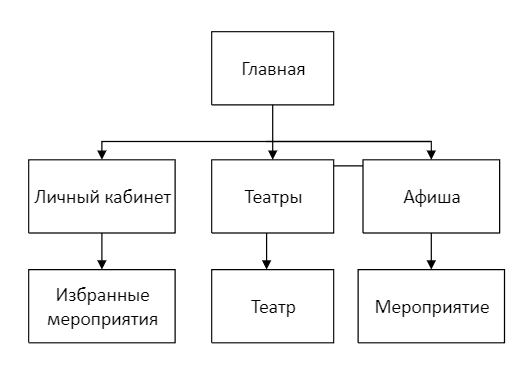 Главная
Личный кабинет
Театры
Афиша
Избранные
мероприятия
Театр
Мероприятие